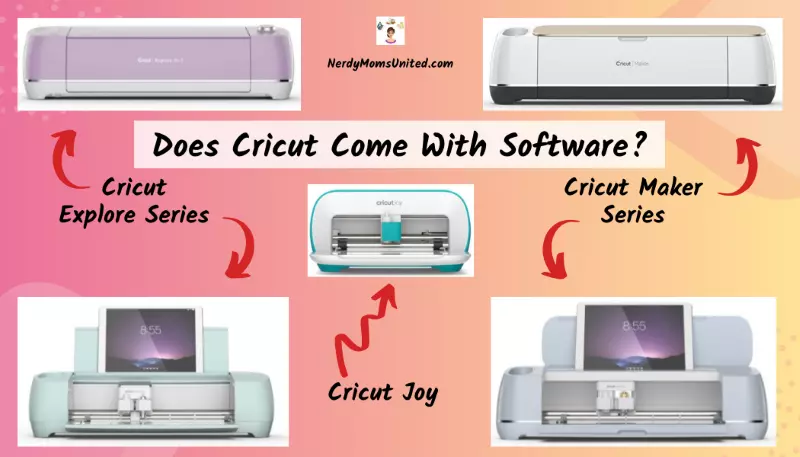 NerdyMomsUnited.com
Does Cricut Come With Software?
Cricut
Explore Series
Cricut Maker
Series
cricut joy
8:55
8:55
Cricut Joy